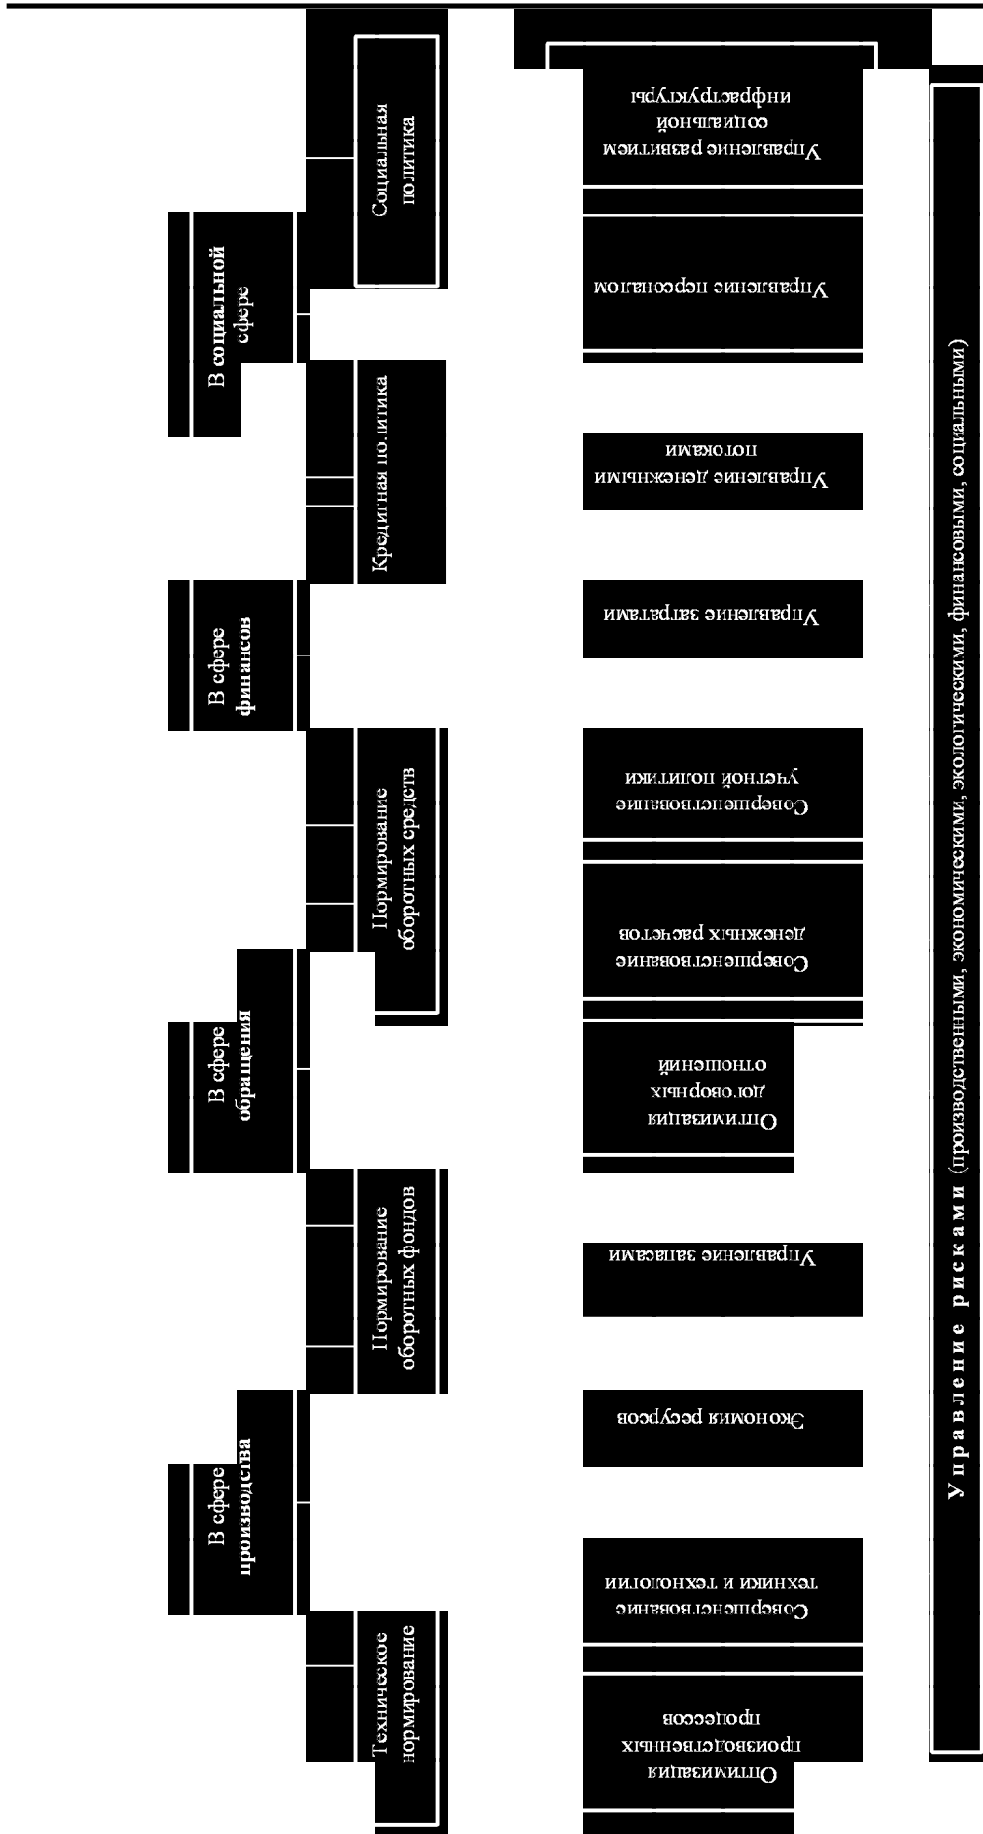 В сфере
производства
В сфере
обращения
В сфере
финансов
В социальной
сфере
Техническое
нормирование
Нормирование
оборотных фондов
Нормирование
оборотных средств
Кредитная политика
Социальная
политика
Оптимизация
производственных
процессов
Совершенствование
техники и технологии
Экономия ресурсов
Управление запасами
Оптимизация
договорных
отношений
Совершенствование
денежных расчетов
Совершенствование
учетной политики
Управление затратами
Управление денежными
потоками
Управление персоналом
Управление развитием
социальной
инфраструктуры
Управление рисками (производственными, экономическими, экологическими, финансовыми, социальными)